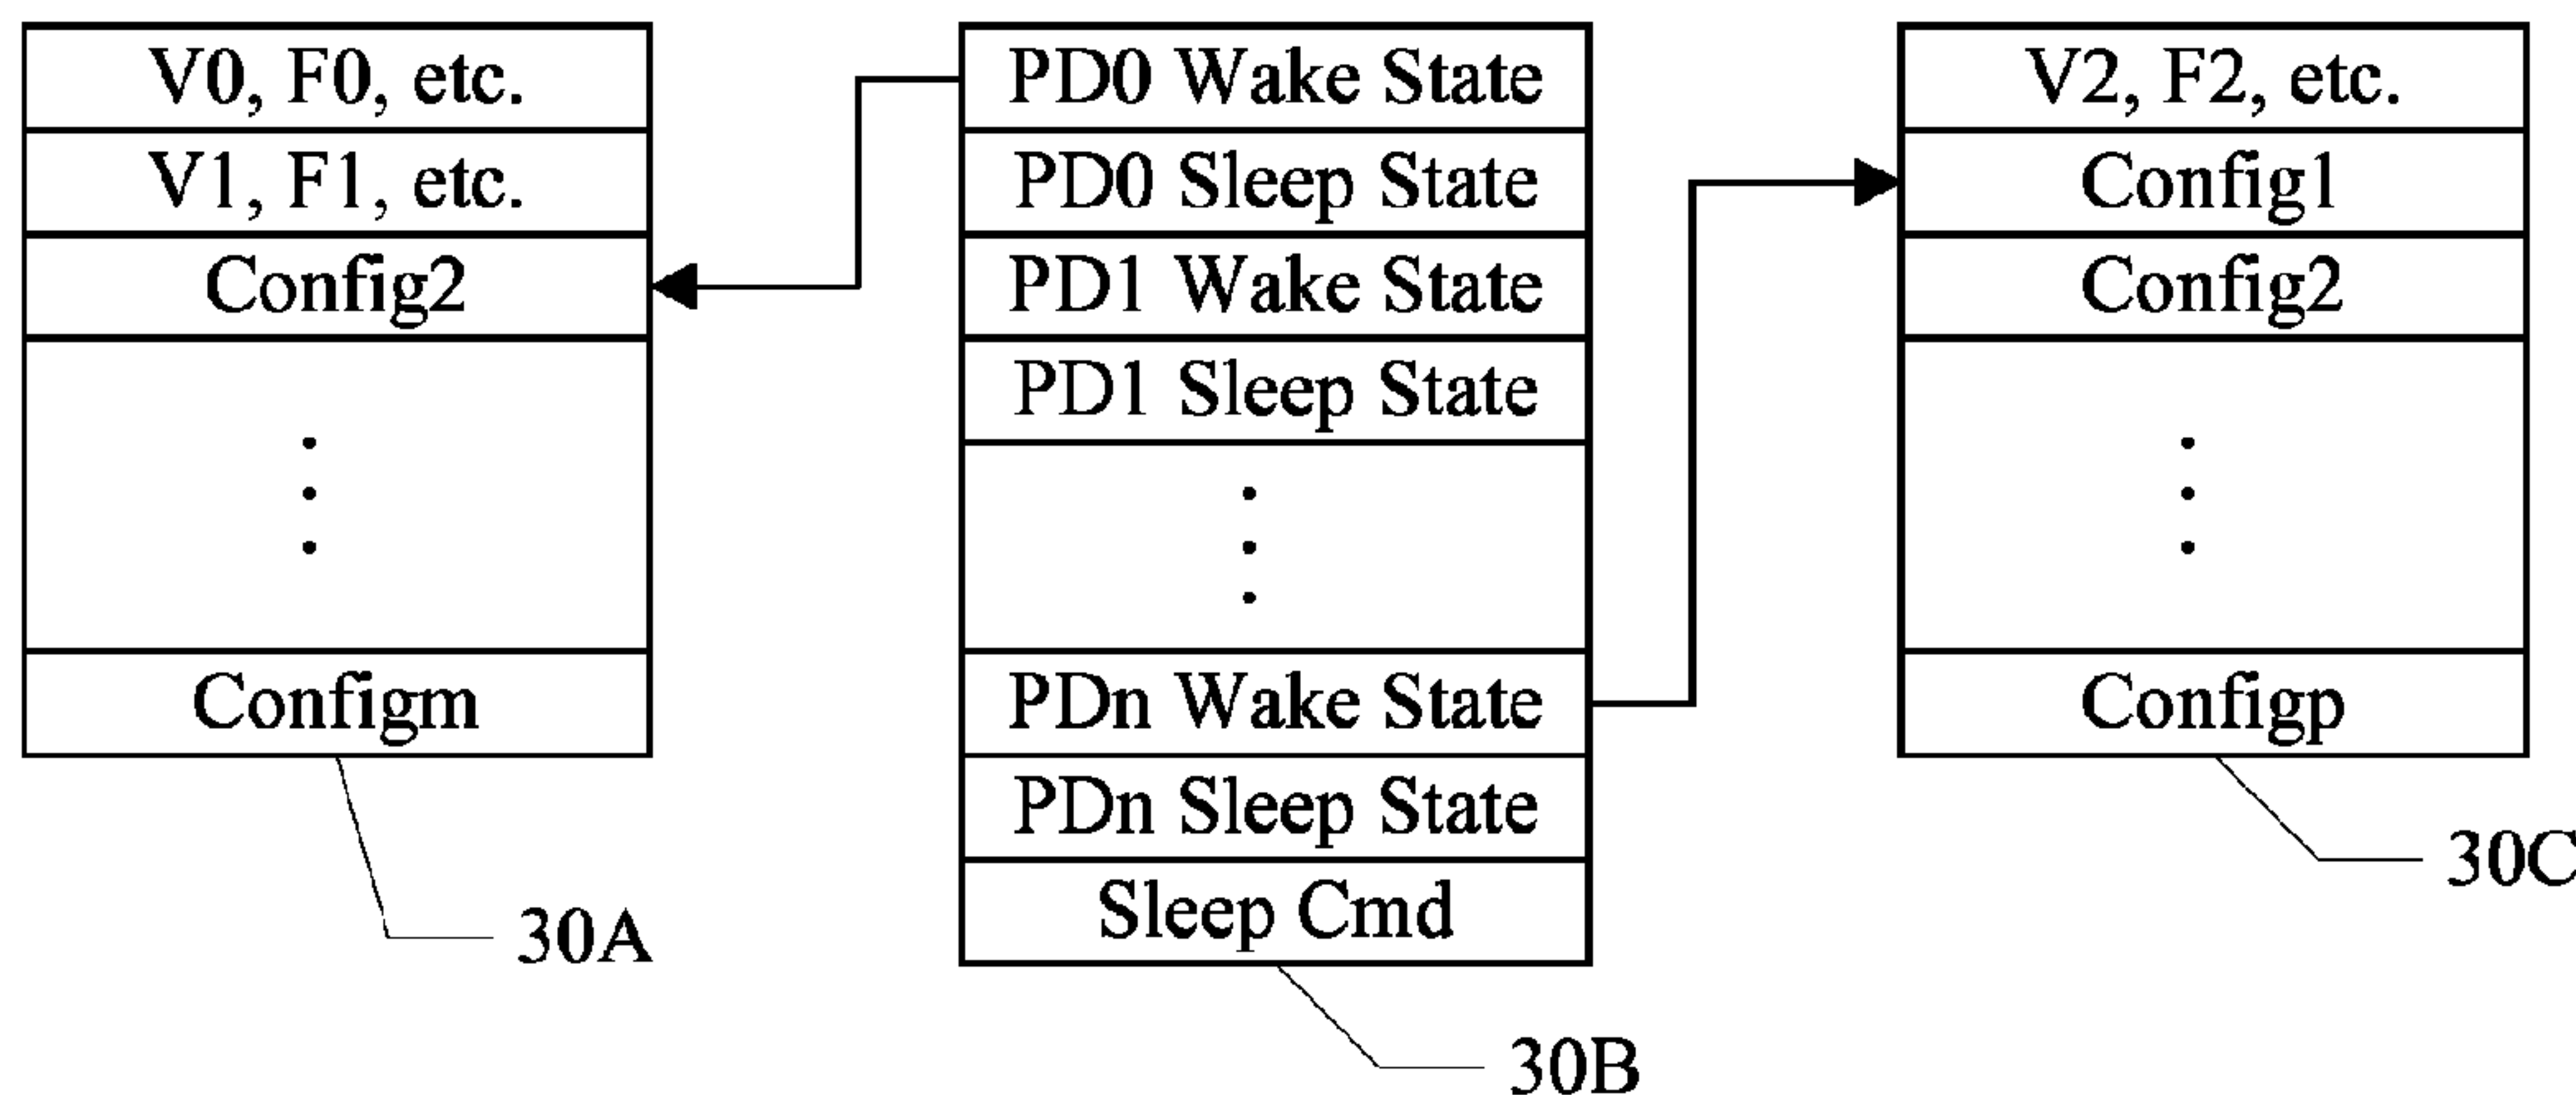 V0, F0, etc.
V1, F1, etc.
Config2
Configm
30A
PD0 Wake State
PD0 Sleep State
PD1 Wake State
PD1 Sleep State
PDn Wake State
PDn Sleep State
Sleep Cmd
30B
V2, F2, etc.
Config1
Config2
Configp
30C